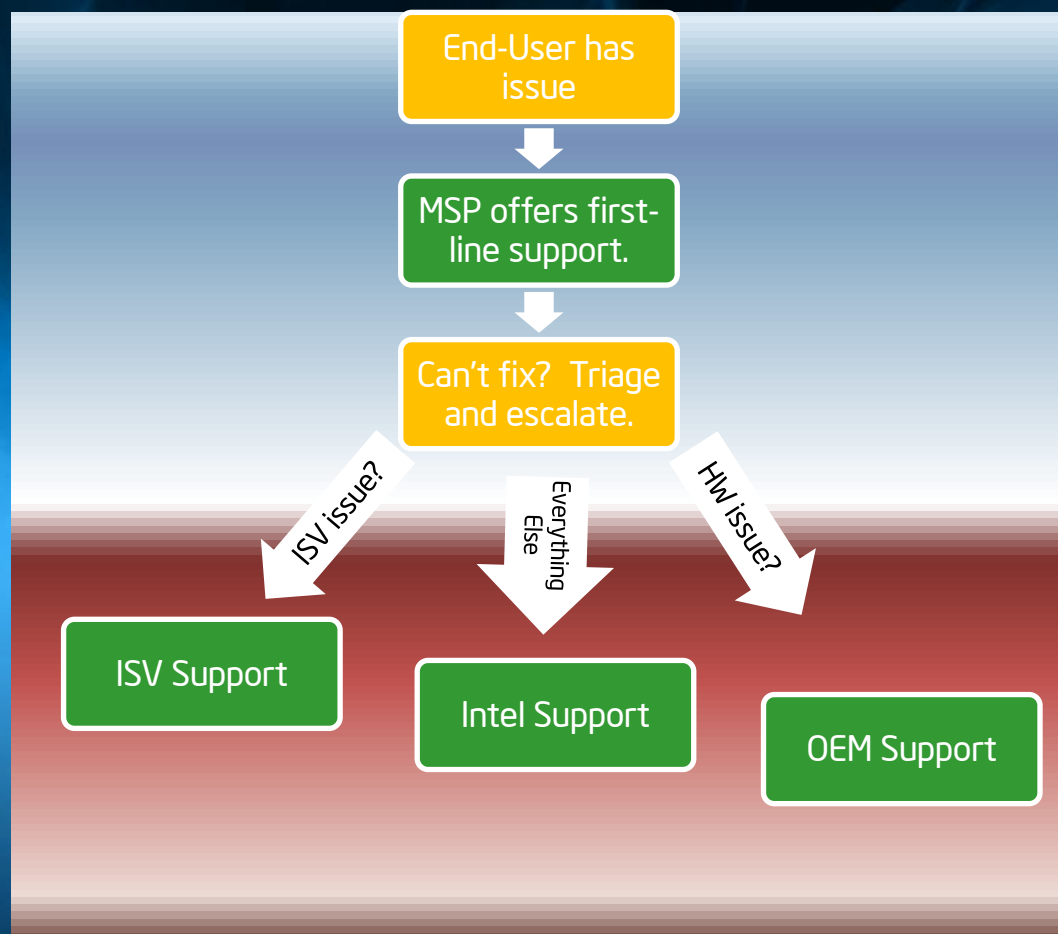 End-User has
issue
MSP offers first-
line support.
Can't fix? Triage
and escalate.
ISV issue?
Everything
Else
HW issue?
ISV Support
Intel Support
OEM Support